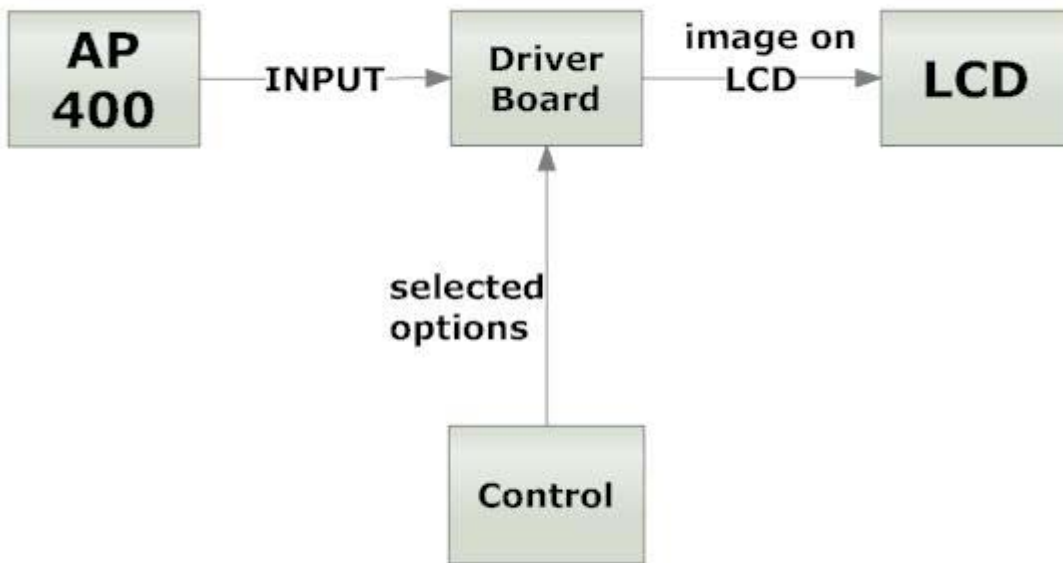 AP
400
INPUT
Driver
Board
image on
LCD
LCD
selected
options
Control